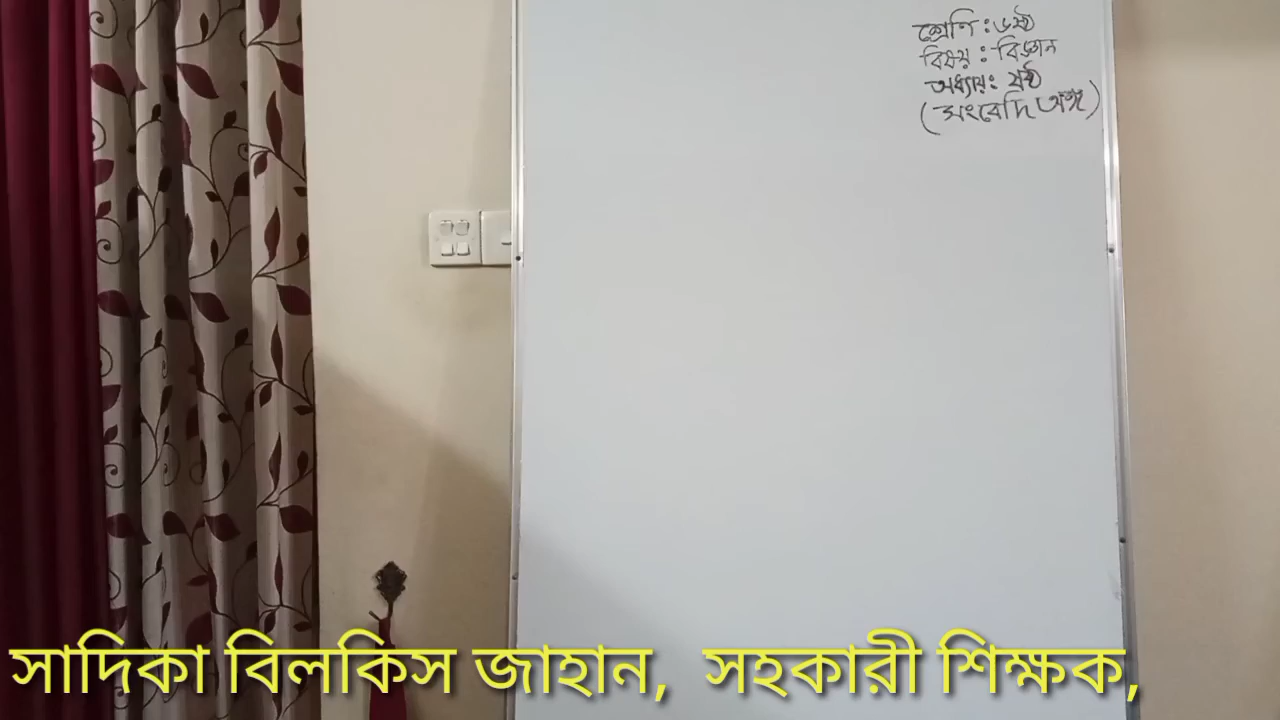 শ্রেণি : ৬ষ্ঠ
বিষয় : বিজ্ঞান
অধ্যায়ঃ ষষ্ঠ
(সংবেদি অঙ্গ)
সাদিকা বিলকিস জাহান, সহকারী শিক্ষক,